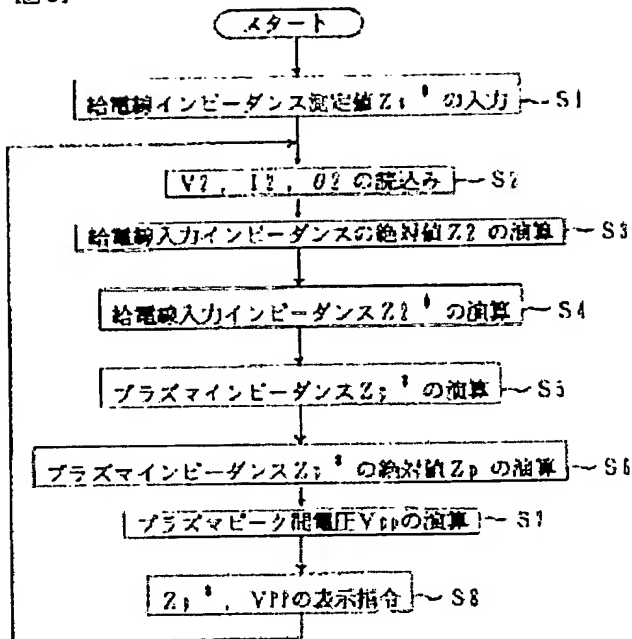 スタート
給電線インピーダンス測定値Z;* の入力 ~S1
V2, I2, θ2 の読込み ~S2
給電線入力インピーダンスの絶対値Z2 の演算 ~S3
給電線入力インピーダンスZ2* の演算 ~S4
プラズマインピーダンスZ;* の演算 ~S5
プラズマインピーダンスZ;* の絶対値Zp の演算 ~S6
プラズマピーク間電圧Vppの演算 ~S7
Z;*, VPPの表示指令 ~S8